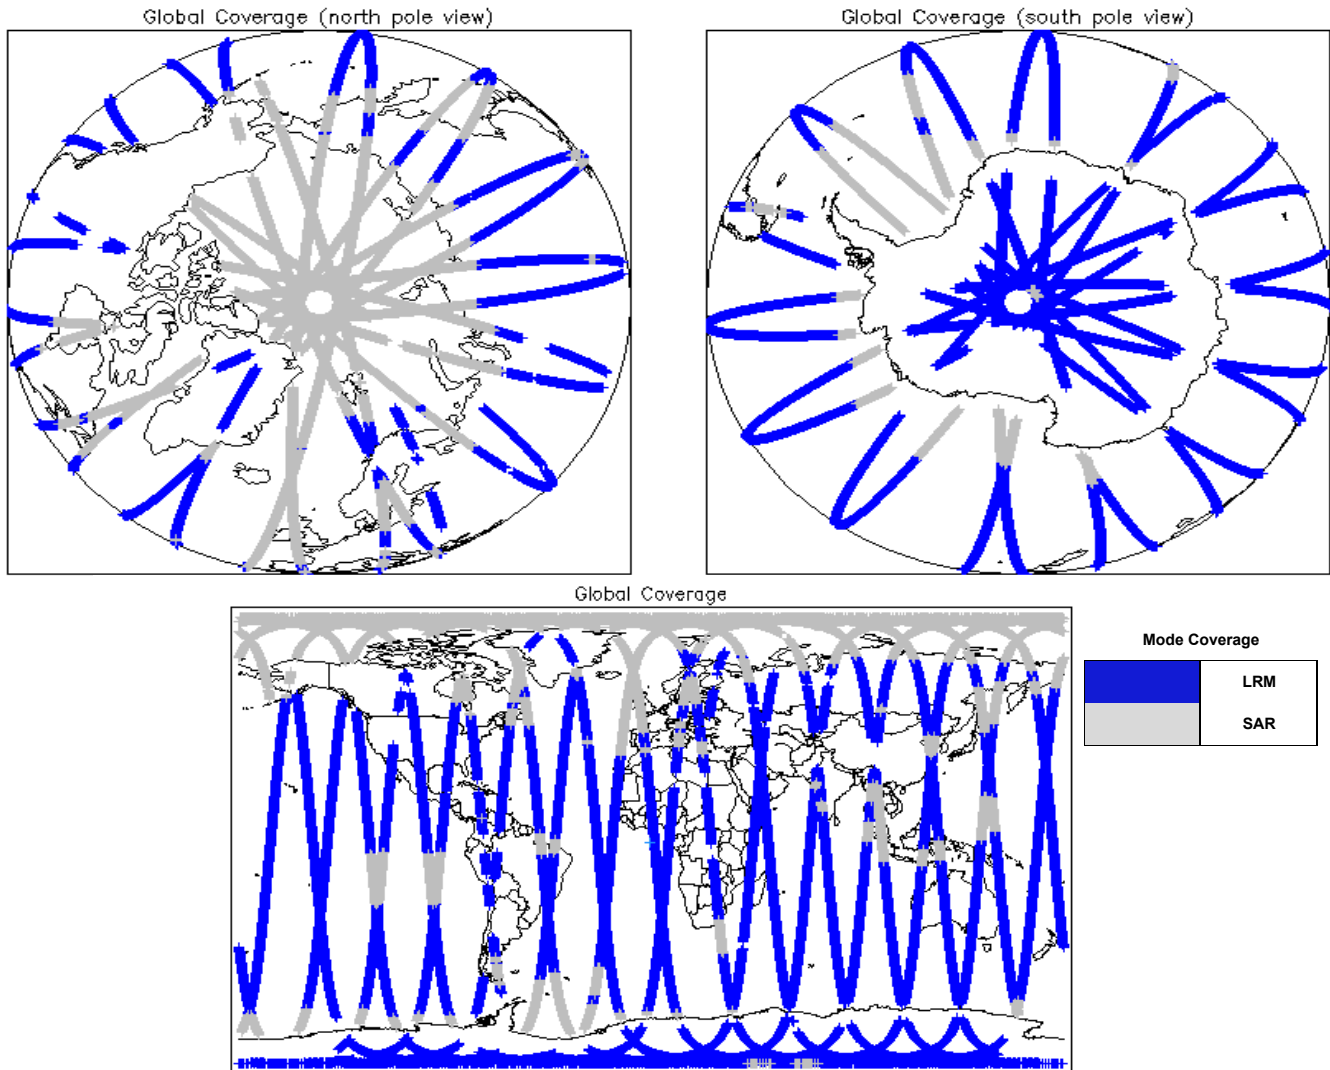 Global Coverage (north pole view)
Global Coverage (south pole view)
Global Coverage
Mode Coverage
LRM
SAR